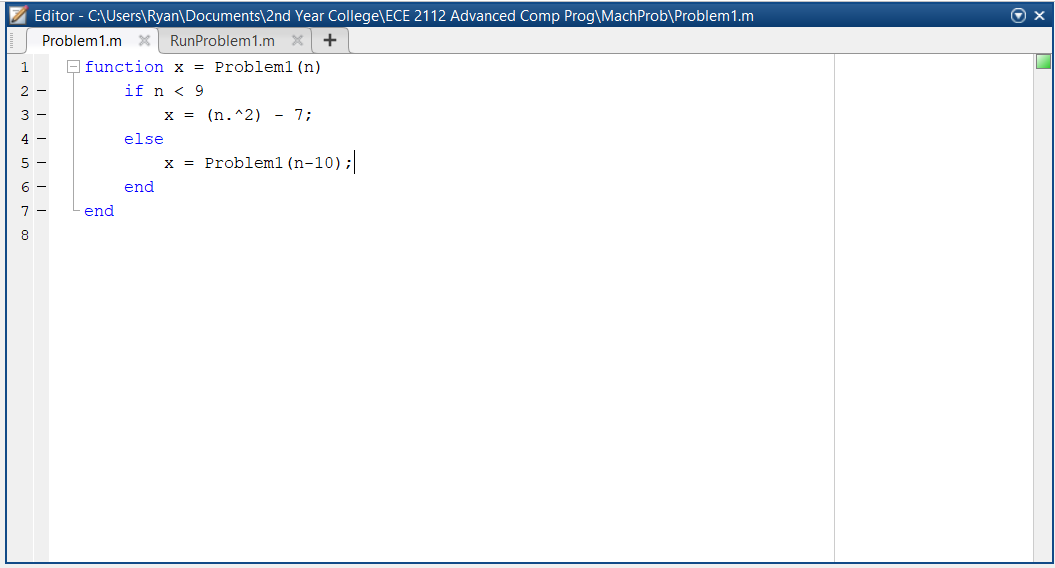 Editor - C:\Users\Ryan\Documents\2nd Year College\ECE 2112 Advanced Comp Prog\MachProb\Problem1.m
Problem1.m RunProblem1.m +
1 function x = Problem1(n)
2 - if n < 9
3 - x = (n.^2) - 7;
4 - else
5 - x = Problem1(n-10);
6 - end
7 - end
8